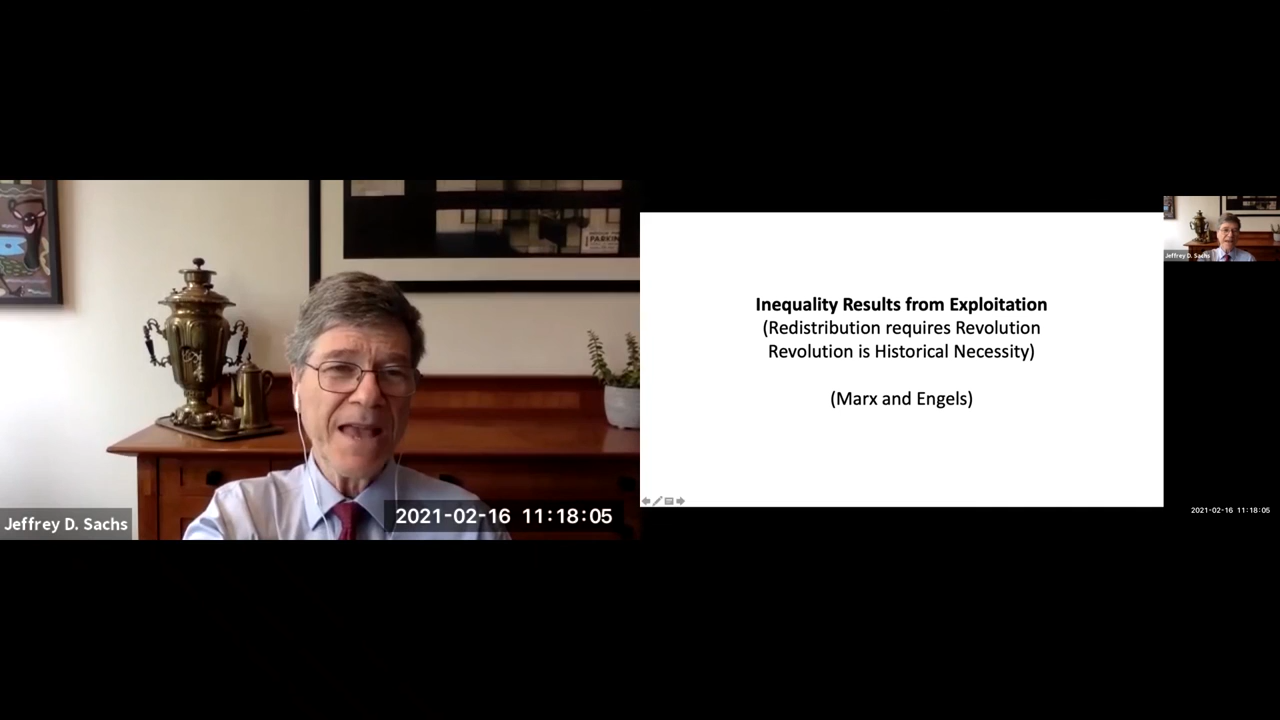 PARKIN
Jeffrey D. Sachs
2021-02-16 11:18:05
Inequality Results from Exploitation
(Redistribution requires Revolution
Revolution is Historical Necessity)
(Marx and Engels)
Jeffrey D. Sachs
2021-02-16 11:18:05